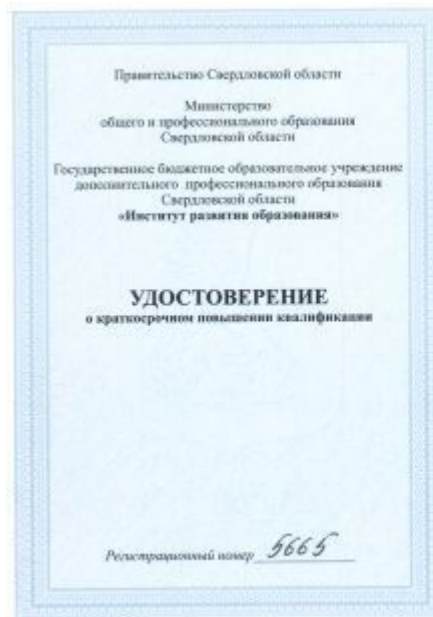 Правительство Свердловской области
Министерство
общего и профессионального образования
Свердловской области
Государственное бюджетное образовательное учреждение
дополнительного профессионального образования
Свердловской области
«Институт развития образования»
УДОСТОВЕРЕНИЕ
о краткосрочном повышении квалификации
Регистрационный номер 5665